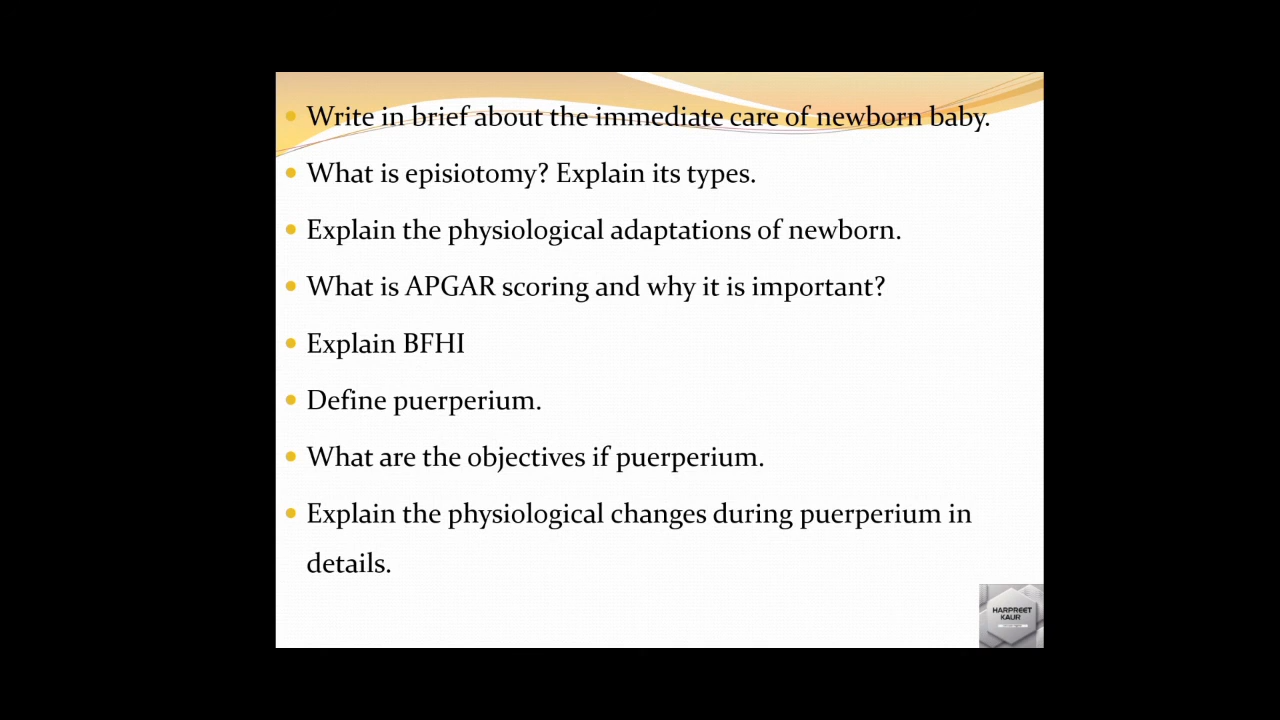 Write in brief about the immediate care of newborn baby.
What is episiotomy? Explain its types.
Explain the physiological adaptations of newborn.
What is APGAR scoring and why it is important?
Explain BFHI
Define puerperium.
What are the objectives if puerperium.
Explain the physiological changes during puerperium in
details.
HARPREET
KAUR